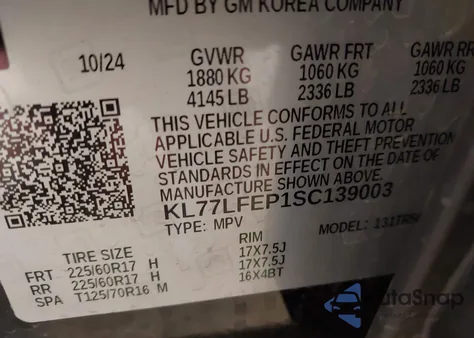 MFD BY GM KOREA COMPANY
10/24 GVWR GAWR FRT GAWR RR
1880 KG 1060 KG 1060 KG
4145 LB 2336 LB 2336 LB
THIS VEHICLE CONFORMS TO ALL
APPLICABLE U.S. FEDERAL MOTOR
VEHICLE SAFETY AND THEFT PREVENTION
STANDARDS IN EFFECT ON THE DATE OF
MANUFACTURE SHOWN ABOVE.
KL77LFEP1SC139003
TYPE: MPV MODEL:
TIRE SIZE RIM
FRT 225/60R17 H 17X7.5J
RR 225/60R17 H 17X7.5J
SPA T125/70R16 M 16X4BT
AutoSnap